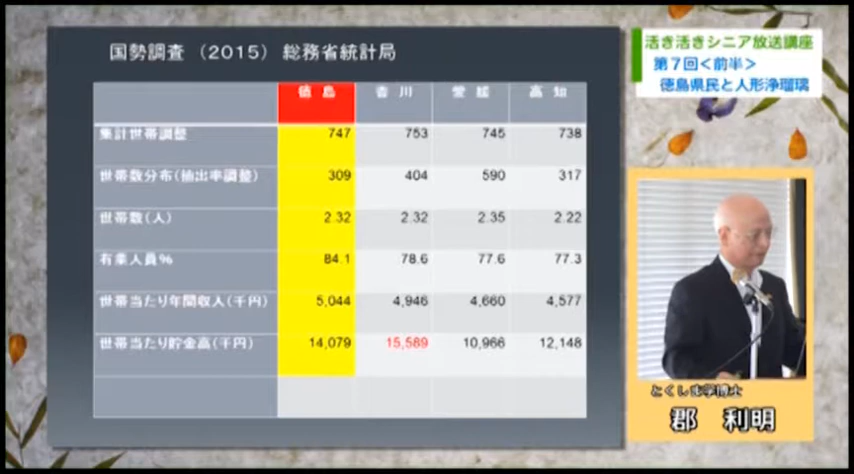 国勢調査 （2015） 総務省統計局
徳 島 香 川 愛 媛 高 知
集計世帯調整 747 753 745 738
世帯数分布(抽出率調整) 309 404 590 317
世帯数(人) 2.32 2.32 2.35 2.22
有業人員% 84.1 78.6 77.6 77.3
世帯当たり年間収入(千円) 5,044 4,946 4,660 4,577
世帯当たり貯金高(千円) 14,079 15,589 10,966 12,148
活き活きシニア放送講座
第7回<前半>
徳島県民と人形浄瑠璃
とくしま学博士
郡 利明